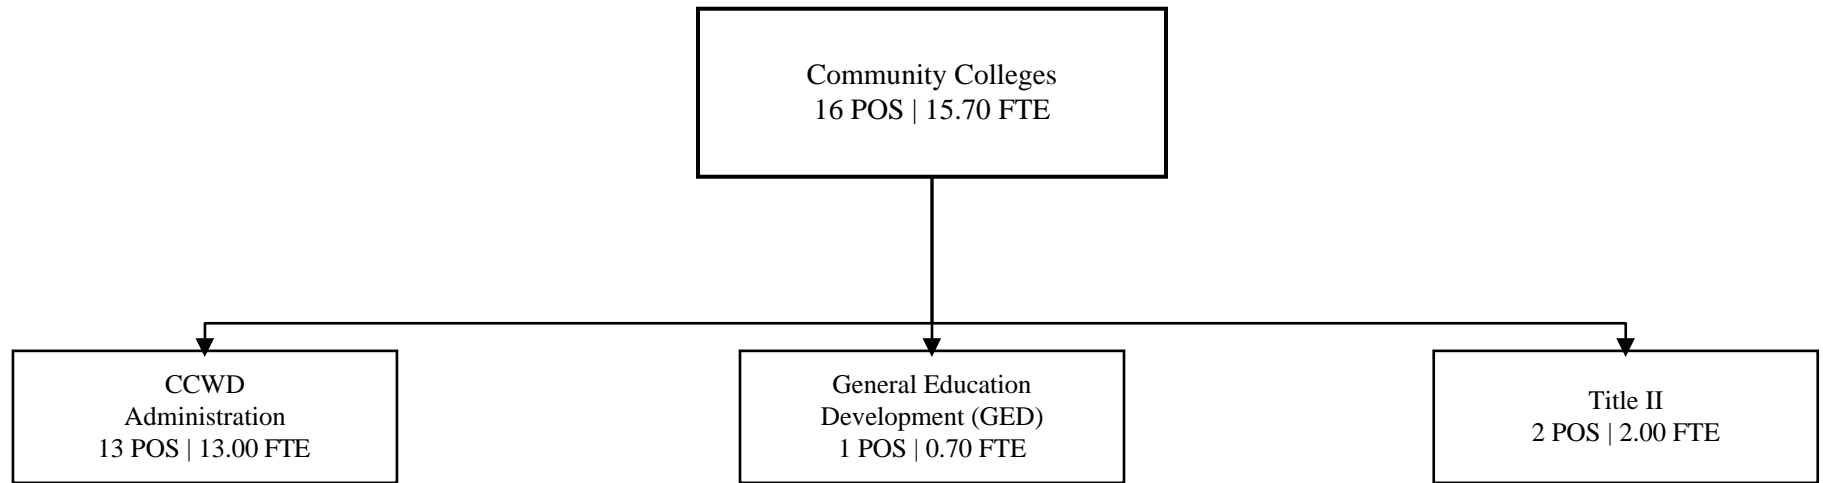 Community Colleges
16 POS | 15.70 FTE
CCWD
Administration
13 POS | 13.00 FTE
General Education
Development (GED)
1 POS | 0.70 FTE
Title II
2 POS | 2.00 FTE